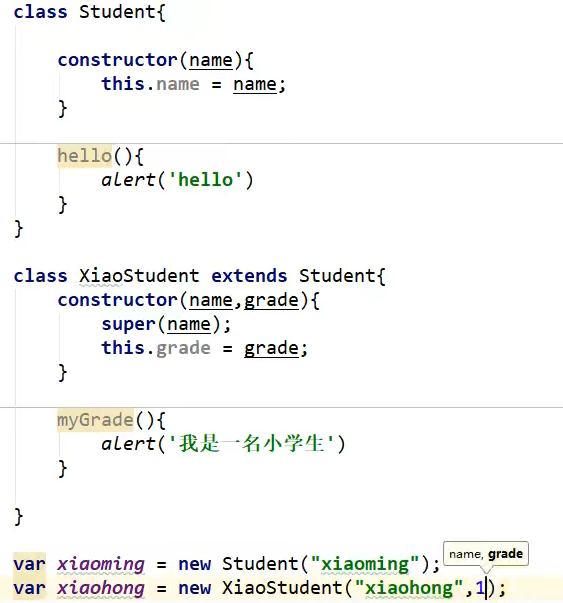 class Student{
constructor(name){
this.name = name;
}
hello(){
alert('hello')
}
}
class XiaoStudent extends Student{
constructor(name,grade){
super(name);
this.grade = grade;
}
myGrade(){
alert('我是一名小学生')
}
}
name, grade
var xiaoming = new Student("xiaoming");
var xiaohong = new XiaoStudent("xiaohong",1);